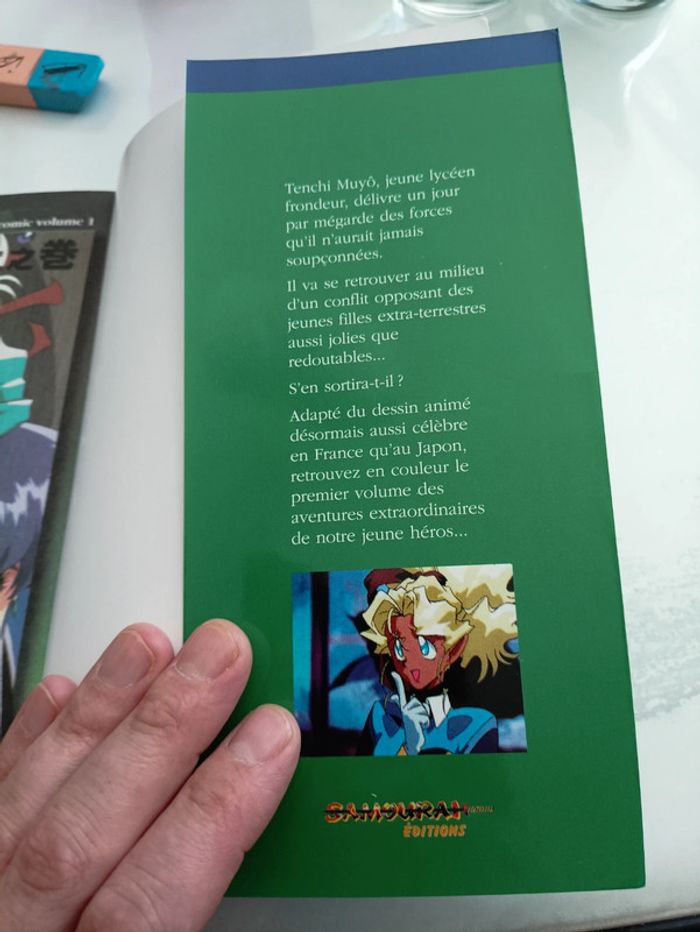 comic volume 1
之巻
Tenchi Muyô, jeune lycéen
frondeur, délivre un jour
par mégarde des forces
qu'il n'aurait jamais
soupçonnées.
Il va se retrouver au milieu
d'un conflit opposant des
jeunes filles extra-terrestres
aussi jolies que
redoutables...
S'en sortira-t-il ?
Adapté du dessin animé
désormais aussi célèbre
en France qu'au Japon,
retrouvez en couleur le
premier volume des
aventures extraordinaires
de notre jeune héros...
SAMOURAI
ÉDITIONS